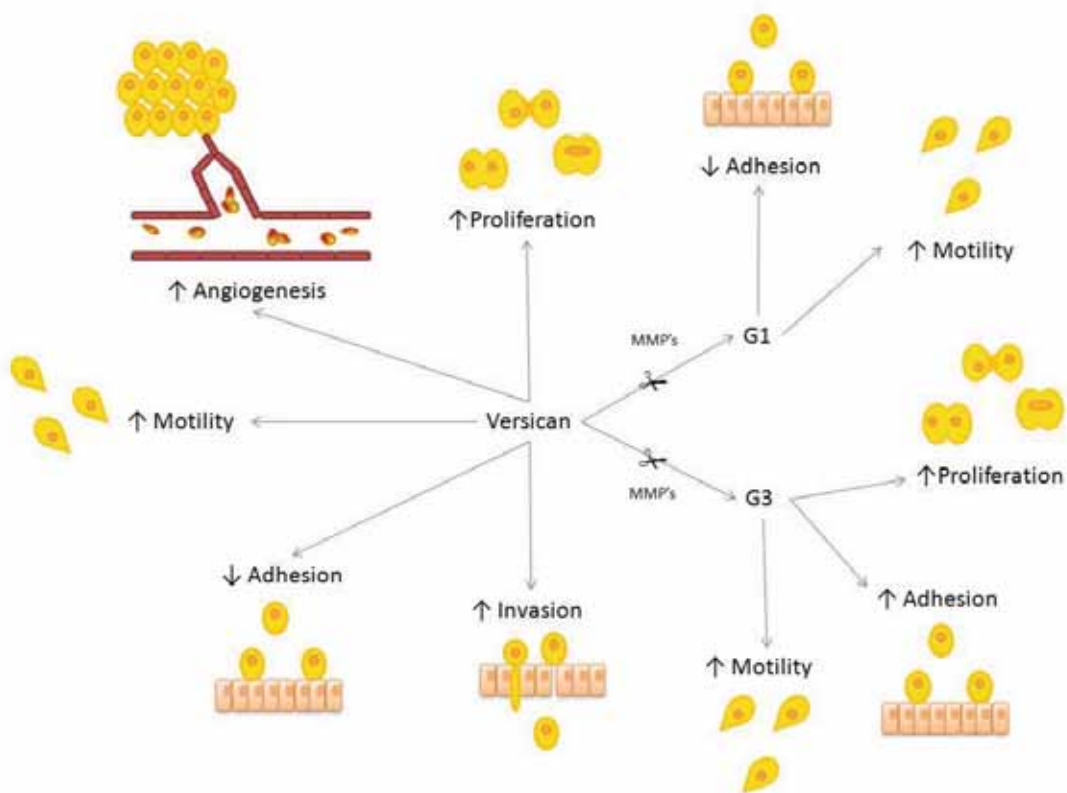 ↓ Adhesion
↑Proliferation
↑ Motility
↑ Angiogenesis
MMP's
G1
↑ Motility
Versican
↑Proliferation
MMP's
G3
↓ Adhesion
↑ Invasion
↑ Adhesion
↑ Motility